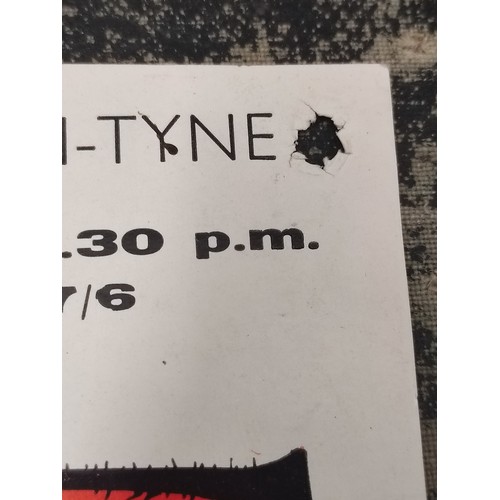 -TYNE
.30 p.m.
/6